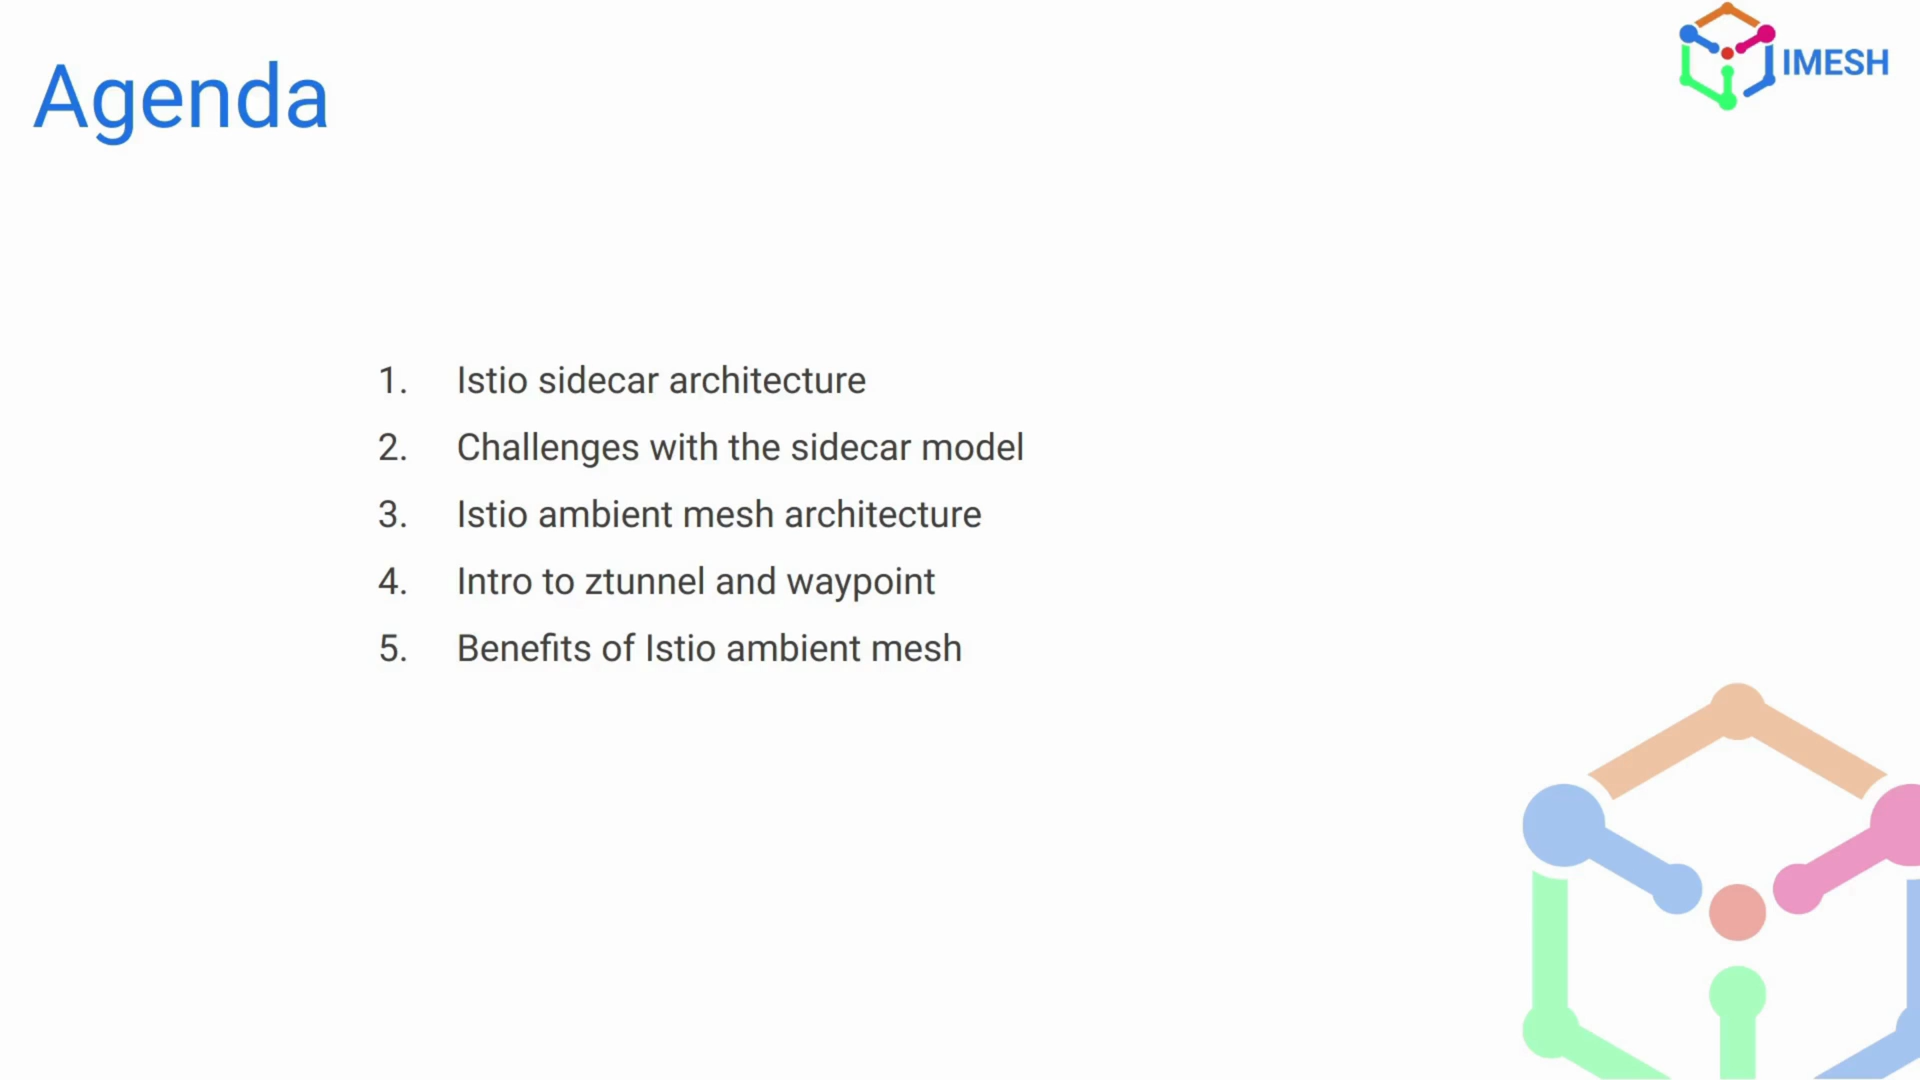 Agenda
IMESH
1. Istio sidecar architecture
2. Challenges with the sidecar model
3. Istio ambient mesh architecture
4. Intro to ztunnel and waypoint
5. Benefits of Istio ambient mesh